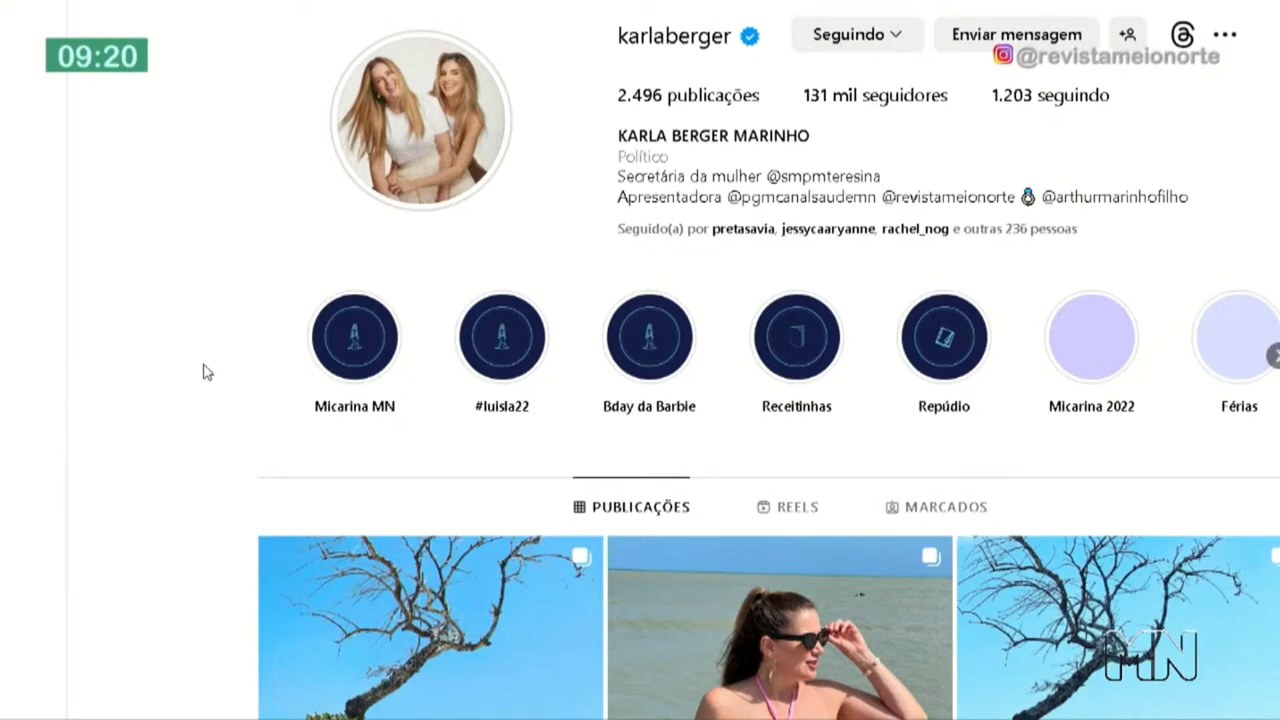 09:20
karlaberger
Seguindo
Enviar mensagem
@revistameionorte
2.496 publicações 131 mil seguidores 1.203 seguindo
KARLA BERGER MARINHO
Político
Secretária da mulher @smpmteresina
Apresentadora @pgmcanalsaudemn @revistameionorte 💍 @arthurmarinhofilho
Seguido(a) por pretasavia, jessycaaryanne, rachel_nog e outras 236 pessoas
Micarina MN #luisla22 Bday da Barbie Receitinhas Repúdio Micarina 2022 Férias
PUBLICAÇÕES REELS MARCADOS
MN